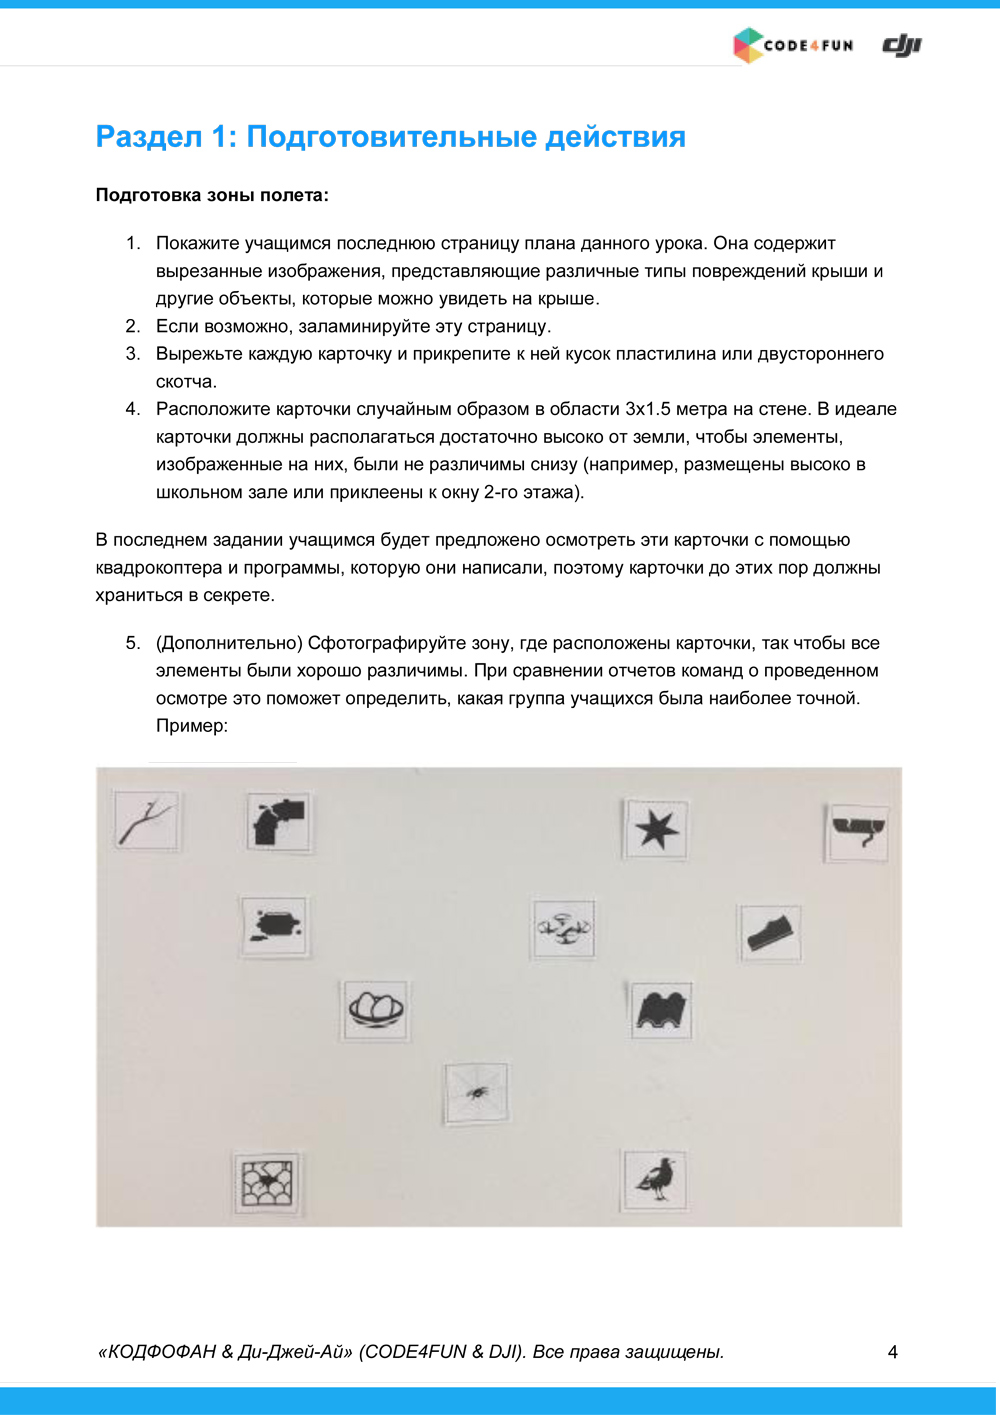 CODE4FUN dji
Раздел 1: Подготовительные действия
Подготовка зоны полета:
1. Покажите учащимся последнюю страницу плана данного урока. Она содержит
вырезанные изображения, представляющие различные типы повреждений крыши и
другие объекты, которые можно увидеть на крыше.
2. Если возможно, заламинируйте эту страницу.
3. Вырежьте каждую карточку и прикрепите к ней кусок пластилина или двустороннего
скотча.
4. Расположите карточки случайным образом в области 3x1.5 метра на стене. В идеале
карточки должны располагаться достаточно высоко от земли, чтобы элементы,
изображенные на них, были не различимы снизу (например, размещены высоко в
школьном зале или приклеены к окну 2-го этажа).
В последнем задании учащимся будет предложено осмотреть эти карточки с помощью
квадрокоптера и программы, которую они написали, поэтому карточки до этих пор должны
храниться в секрете.
5. (Дополнительно) Сфотографируйте зону, где расположены карточки, так чтобы все
элементы были хорошо различимы. При сравнении отчетов команд о проведенном
осмотре это поможет определить, какая группа учащихся была наиболее точной.
Пример:
«КОДФОФАН & Ди-Джей-Ай» (CODE4FUN & DJI). Все права защищены. 4